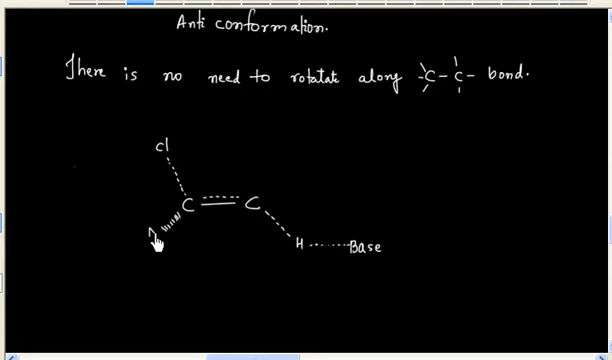 Anti conformation.
There is no need to rotatate along -C-C- bond.
Cl
C C
H Base